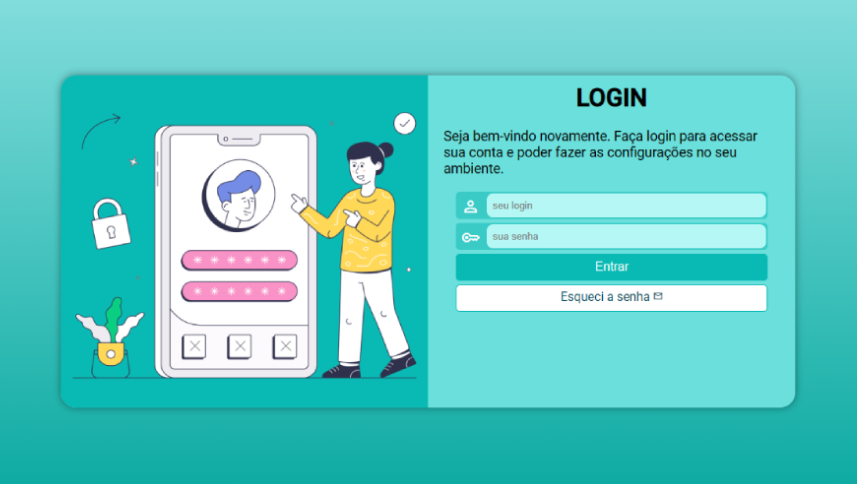 LOGIN
Seja bem-vindo novamente. Faça login para acessar
sua conta e poder fazer as configurações no seu
ambiente.
seu login
sua senha
Entrar
Esqueci a senha